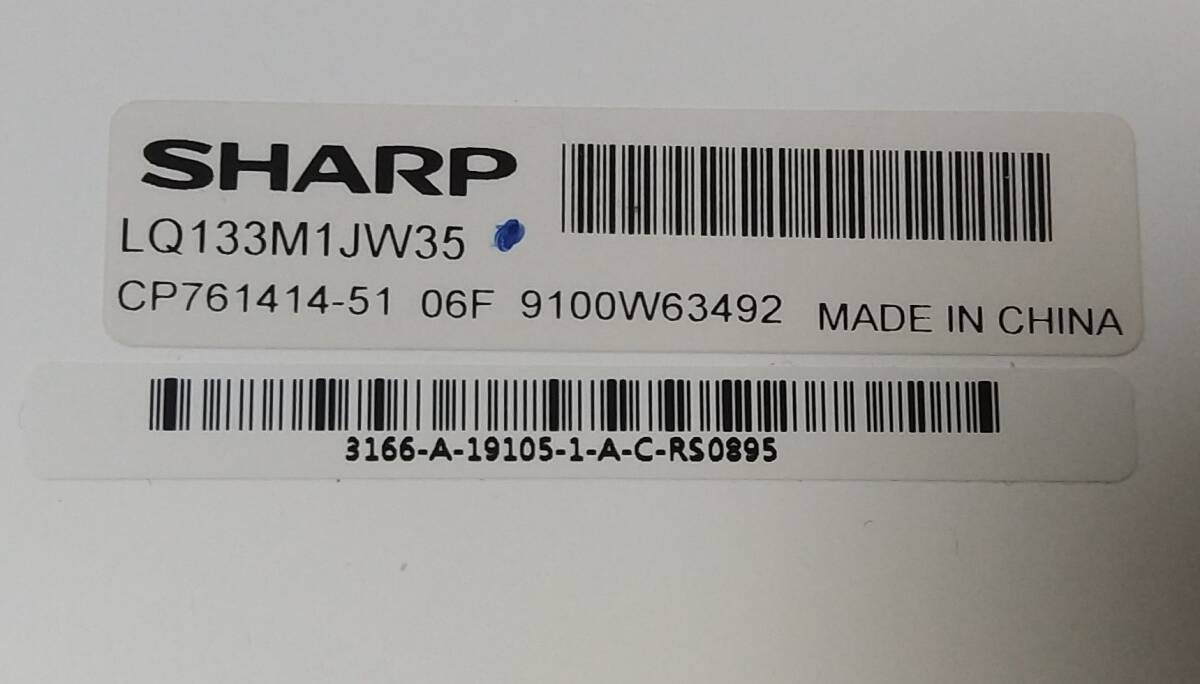 SHARP
LQ133M1JW35
CP761414-51 06F 9100W63492 MADE IN CHINA
3166-A-19105-1-A-C-RS0895